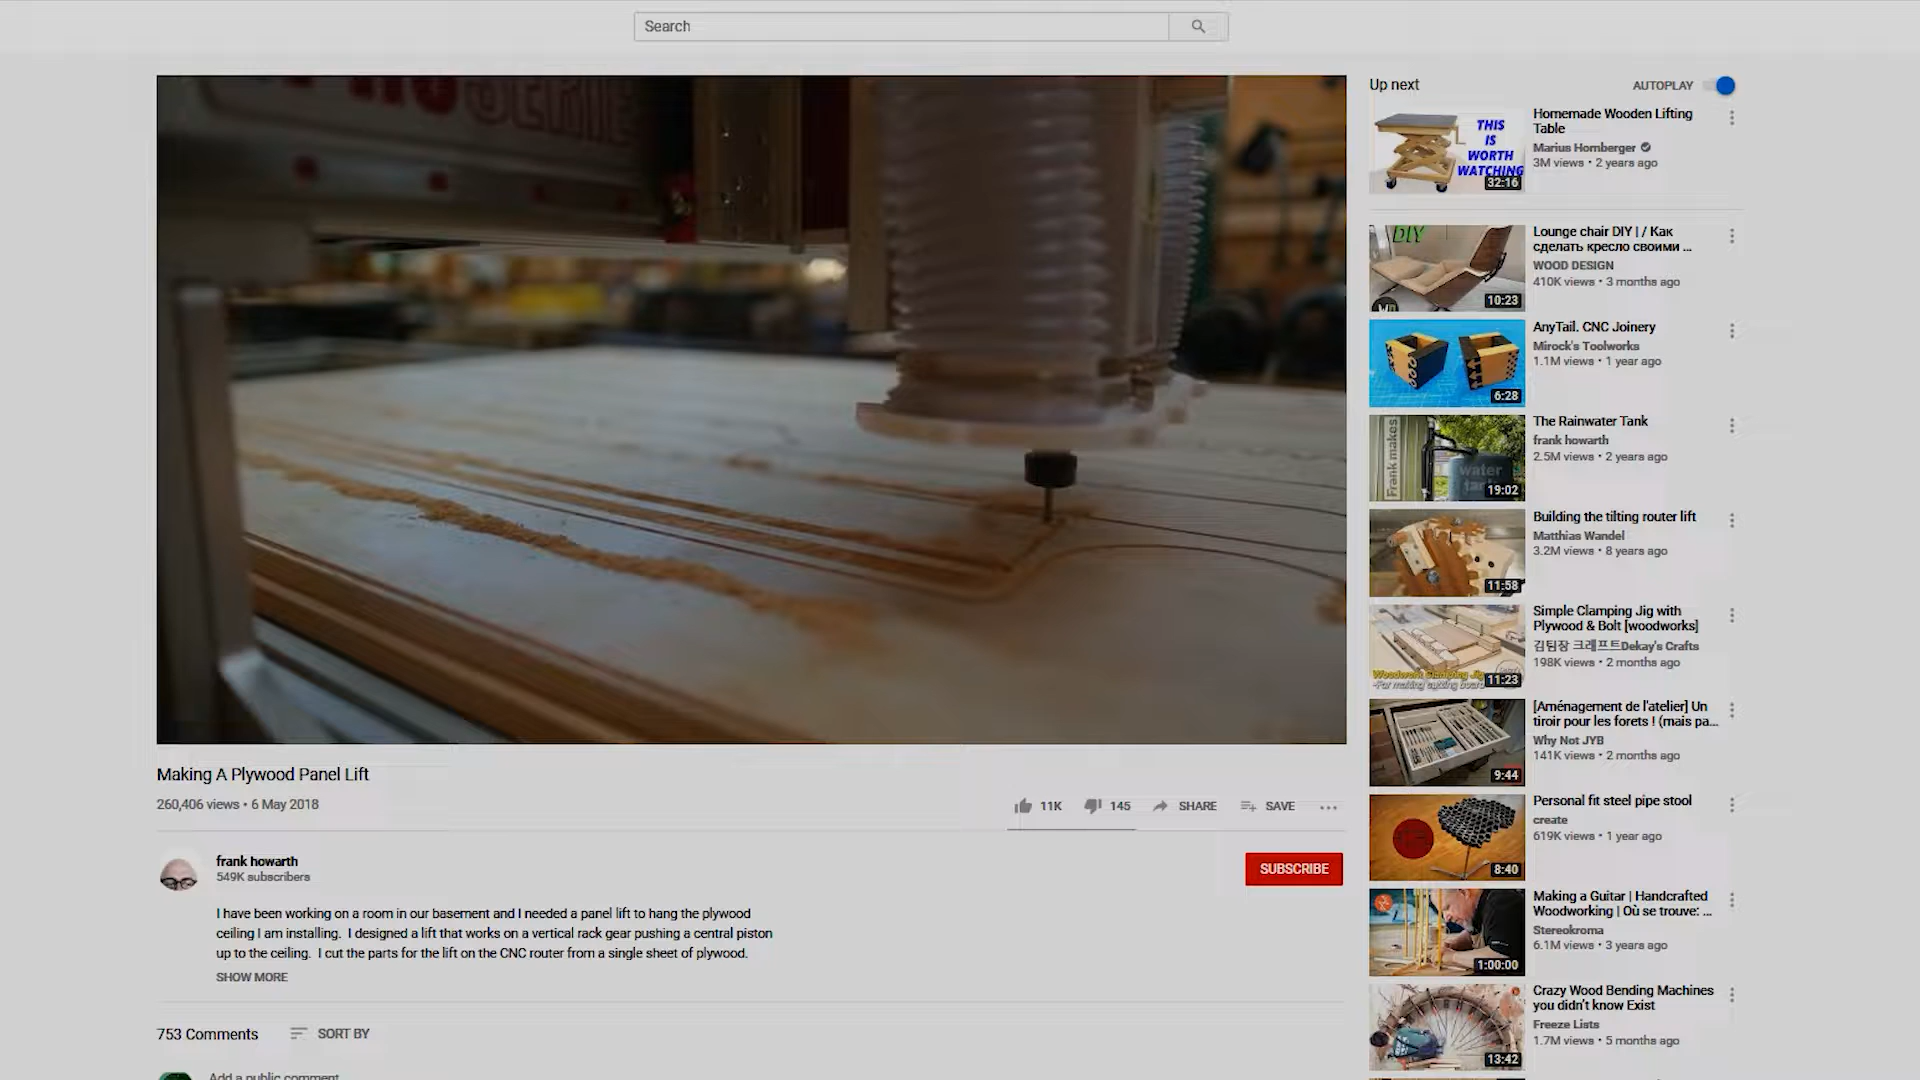 Search
SERIE
Making A Plywood Panel Lift
260,406 views • 6 May 2018
11K
145
SHARE
SAVE
frank howarth
549K subscribers
SUBSCRIBE
I have been working on a room in our basement and I needed a panel lift to hang the plywood
ceiling I am installing. I designed a lift that works on a vertical rack gear pushing a central piston
up to the ceiling. I cut the parts for the lift on the CNC router from a single sheet of plywood.
SHOW MORE
753 Comments
SORT BY
Add a public comment
Up next
AUTOPLAY
THIS
IS
WORTH
WATCHING
32:16
Homemade Wooden Lifting
Table
Marius Hornberger
3M views • 2 years ago
DIY
10:23
Lounge chair DIY | / Как
сделать кресло своими ...
WOOD DESIGN
410K views • 3 months ago
6:28
AnyTail. CNC Joinery
Mirock's Toolworks
1.1M views • 1 year ago
Frank makes
water
19:02
The Rainwater Tank
frank howarth
2.5M views • 2 years ago
11:58
Building the tilting router lift
Matthias Wandel
3.2M views • 8 years ago
Woodwork Clamping Jig
-For making cutting board
11:23
Simple Clamping Jig with
Plywood & Bolt [woodworks]
김팀장 크래프트Dekay's Crafts
198K views • 2 months ago
9:44
[Aménagement de l'atelier] Un
tiroir pour les forets ! (mais pa...
Why Not JYB
141K views • 2 months ago
8:40
Personal fit steel pipe stool
create
619K views • 1 year ago
1:00:00
Making a Guitar | Handcrafted
Woodworking | Où se trouve: ...
Stereokroma
6.1M views • 3 years ago
13:42
Crazy Wood Bending Machines
you didn't know Exist
Freeze Lists
1.7M views • 5 months ago